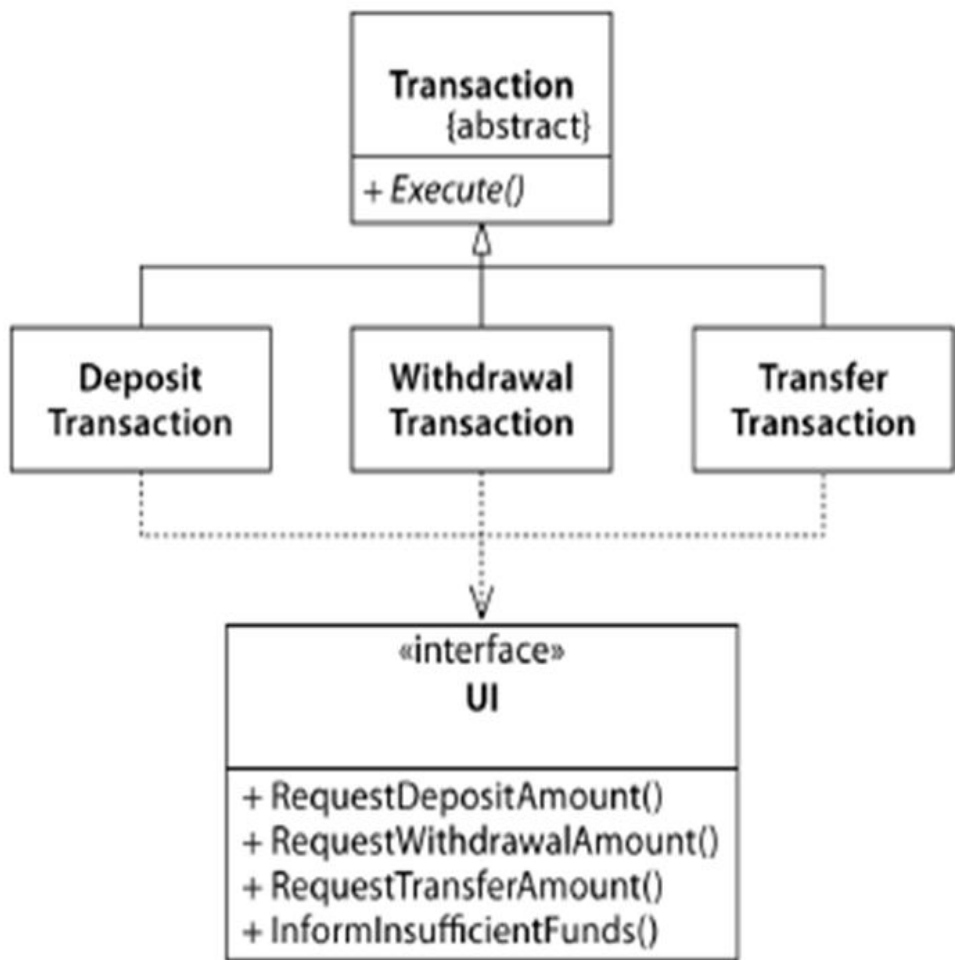 Transaction
{abstract}
+ Execute()
Deposit
Transaction
Withdrawal
Transaction
Transfer
Transaction
«interface»
UI
+ RequestDepositAmount()
+ RequestWithdrawalAmount()
+ RequestTransferAmount()
+ InformInsufficientFunds()